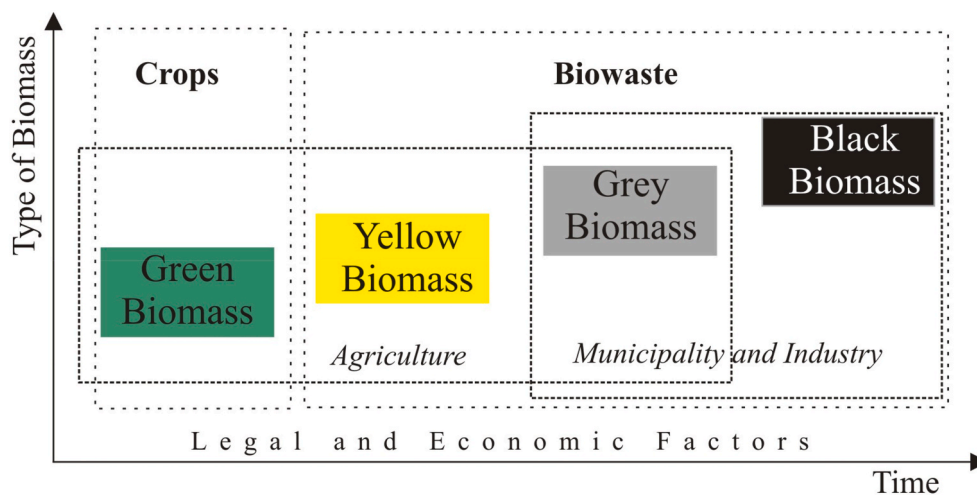 Type of Biomass
Crops
Biowaste
Green
Biomass
Yellow
Biomass
Grey
Biomass
Black
Biomass
Agriculture
Municipality and Industry
Legal and Economic Factors
Time